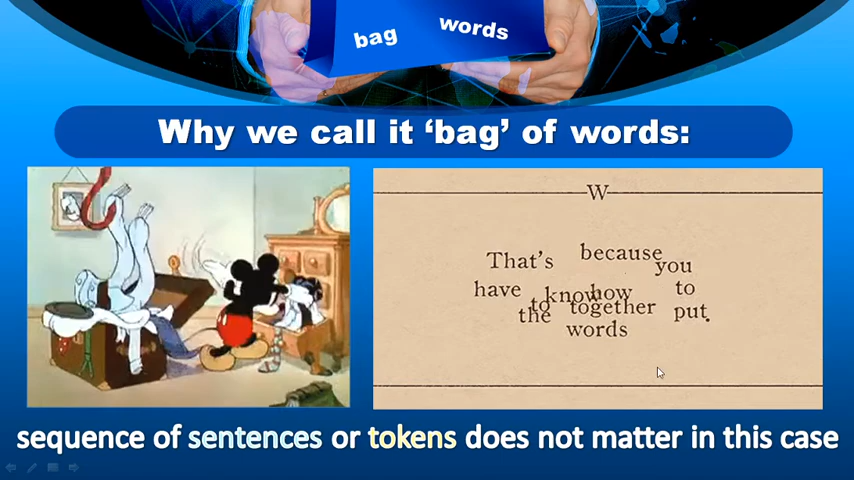 bag words
Why we call it ‘bag’ of words:
W
That's because you
have know how to
to together put.
the
words
sequence of sentences or tokens does not matter in this case